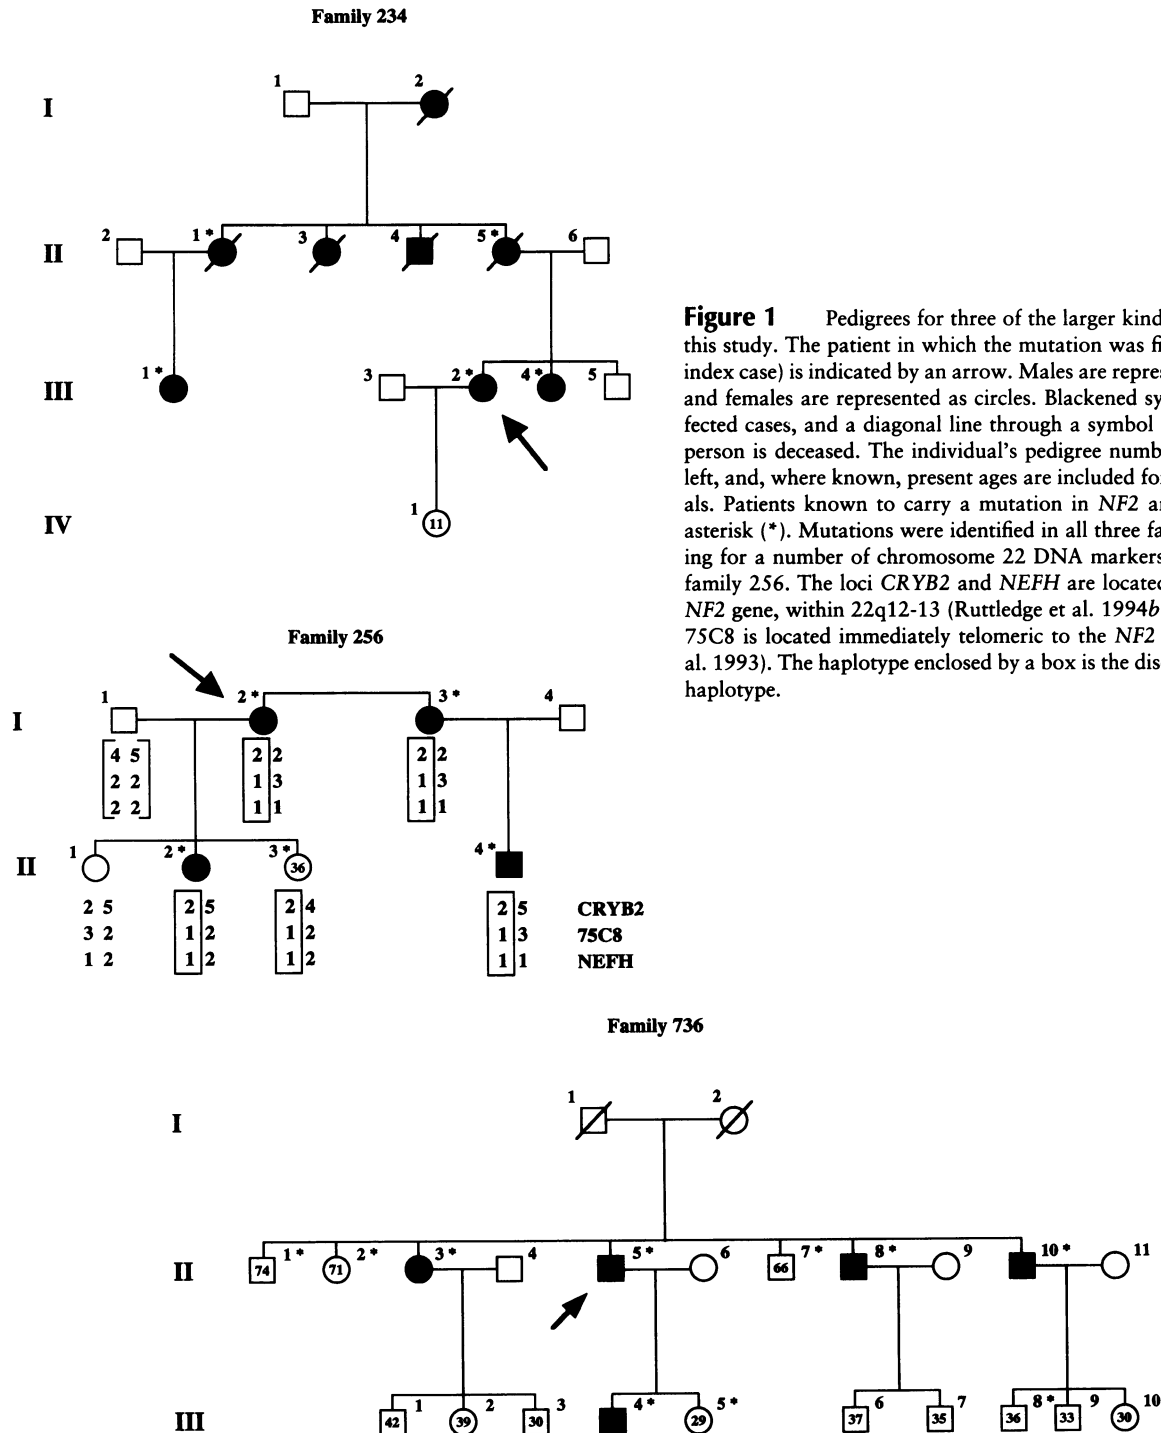 Family 234
1 2
I
2 1* 3 4 5* 6
II
1* 3 2* 4* 5
III
1
IV 11
Figure 1 Pedigrees for three of the larger kind
this study. The patient in which the mutation was fi
index case) is indicated by an arrow. Males are repres
and females are represented as circles. Blackened sy
fected cases, and a diagonal line through a symbol
person is deceased. The individual's pedigree numb
left, and, where known, present ages are included fo
als. Patients known to carry a mutation in NF2 a
asterisk (*). Mutations were identified in all three fa
ing for a number of chromosome 22 DNA markers
family 256. The loci CRYB2 and NEFH are located
NF2 gene, within 22q12-13 (Ruttledge et al. 1994b
75C8 is located immediately telomeric to the NF2
al. 1993). The haplotype enclosed by a box is the dis
haplotype.
Family 256
1 2* 3* 4
I
4 5 2 2 2 2
2 2 1 3 1 3
2 2 1 1 1 1
1 2* 3* 4*
II 36
2 5 2 5 2 4 2 5 CRYB2
3 2 1 2 1 2 1 3 75C8
1 2 1 2 1 2 1 1 NEFH
Family 736
1 2
I
1* 2* 3* 4 5* 6 7* 8* 9 10* 11
II 74 71 66
1 2 3 4* 5* 6 7 8* 9 10
III 42 39 30 29 37 35 36 33 30